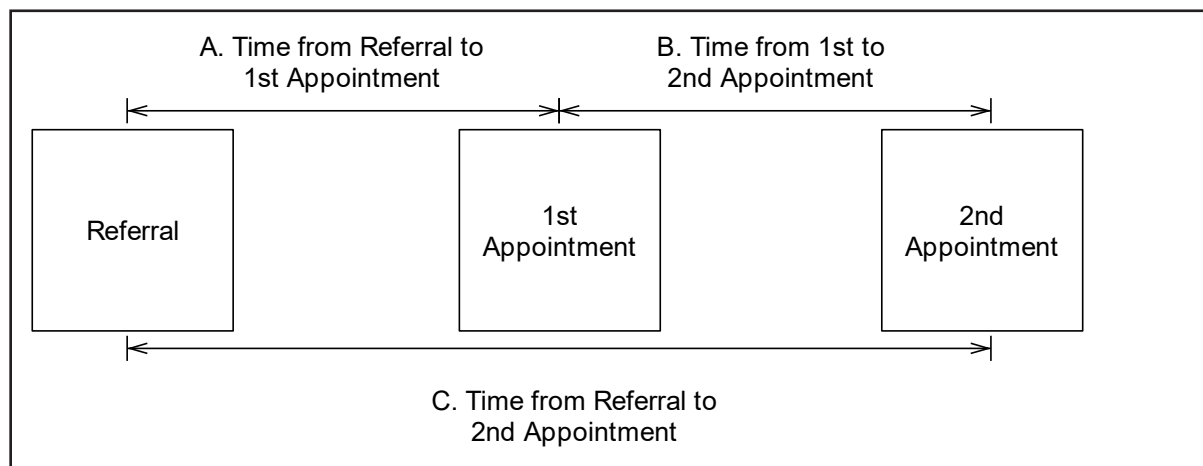 A. Time from Referral to
1st Appointment
B. Time from 1st to
2nd Appointment
Referral
1st
Appointment
2nd
Appointment
C. Time from Referral to
2nd Appointment